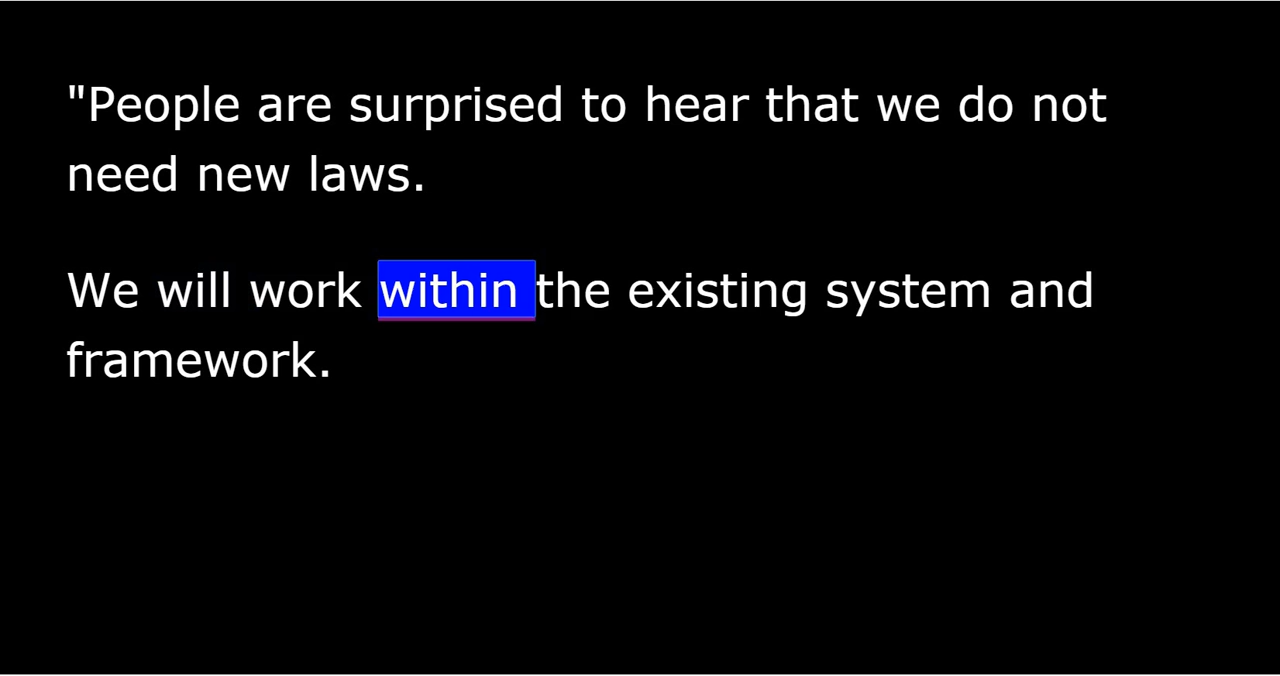 "People are surprised to hear that we do not
need new laws.
We will work within the existing system and
framework.